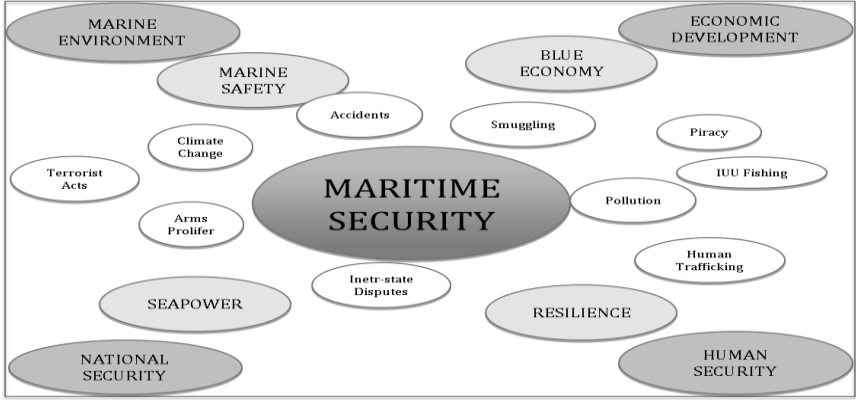 MARINE
ENVIRONMENT
ECONOMIC
DEVELOPMENT
MARINE
SAFETY
BLUE
ECONOMY
Accidents
Smuggling
Piracy
Climate
Change
Terrorist
Acts
IUU Fishing
MARITIME
SECURITY
Pollution
Arms
Prolifer
Human
Trafficking
Inetr-state
Disputes
SEAPOWER
RESILIENCE
NATIONAL
SECURITY
HUMAN
SECURITY